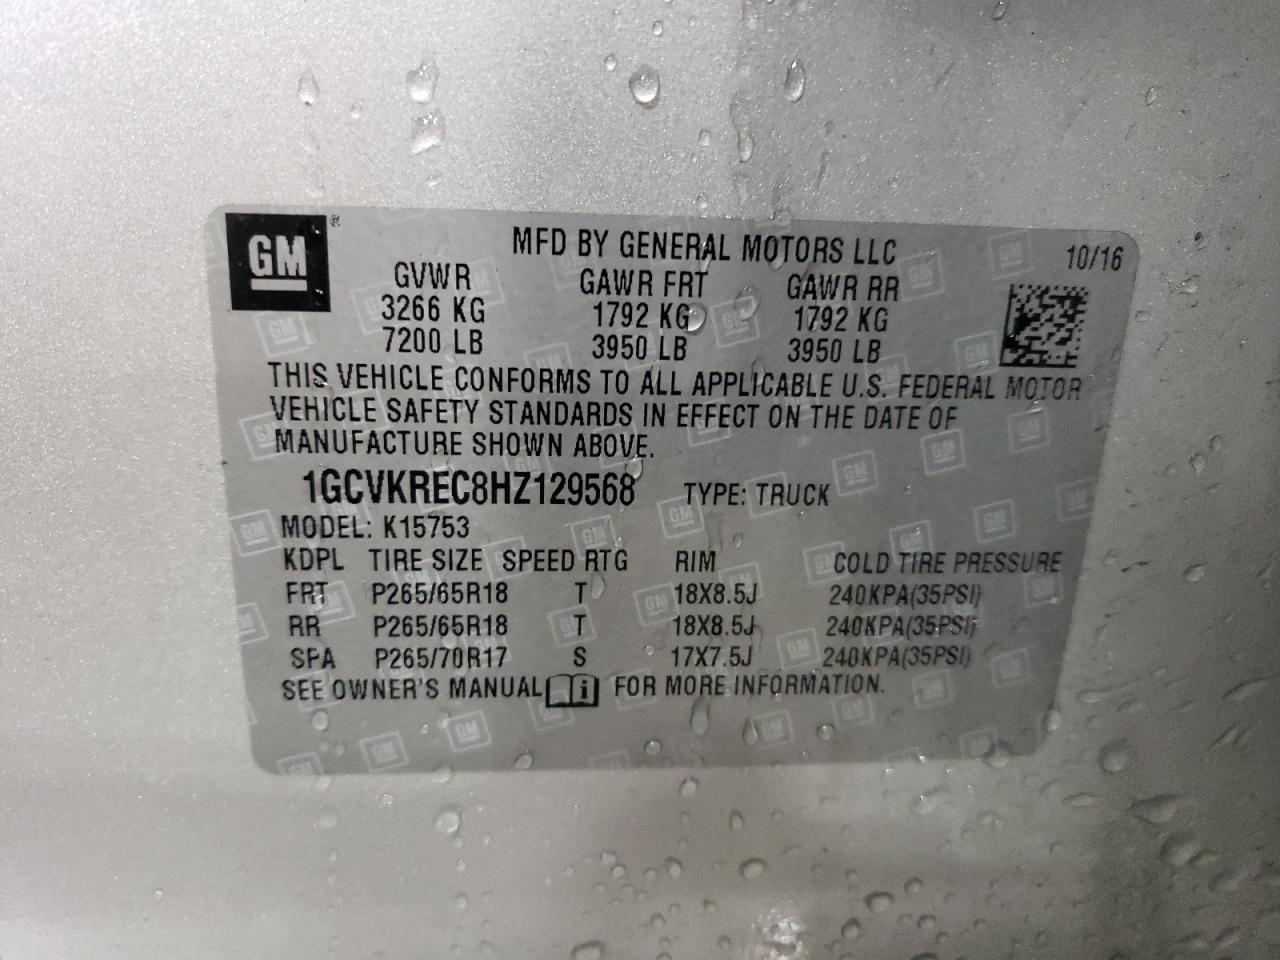 GM ®
MFD BY GENERAL MOTORS LLC 10/16
GVWR GAWR FRT GAWR RR
3266 KG 1792 KG 1792 KG
7200 LB 3950 LB 3950 LB
THIS VEHICLE CONFORMS TO ALL APPLICABLE U.S. FEDERAL MOTOR
VEHICLE SAFETY STANDARDS IN EFFECT ON THE DATE OF
MANUFACTURE SHOWN ABOVE.
1GCVKREC8HZ129568 TYPE: TRUCK
MODEL: K15753
KDPL TIRE SIZE SPEED RTG RIM COLD TIRE PRESSURE
FRT P265/65R18 T 18X8.5J 240KPA(35PSI)
RR P265/65R18 T 18X8.5J 240KPA(35PSI)
SPA P265/70R17 S 17X7.5J 240KPA(35PSI)
SEE OWNER'S MANUAL i FOR MORE INFORMATION.